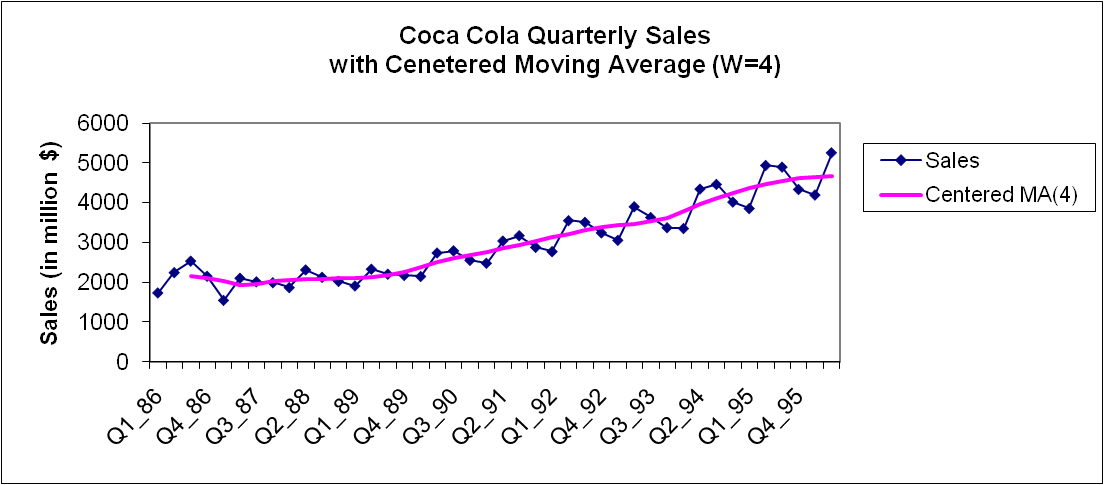 Coca Cola Quarterly Sales
with Cenetered Moving Average (W=4)
Sales (in million $)
6000
5000
4000
3000
2000
1000
0
Q1_86
Q4_86
Q3_87
Q2_88
Q1_89
Q4_89
Q3_90
Q2_91
Q1_92
Q4_92
Q3_93
Q2_94
Q1_95
Q4_95
Sales
Centered MA(4)